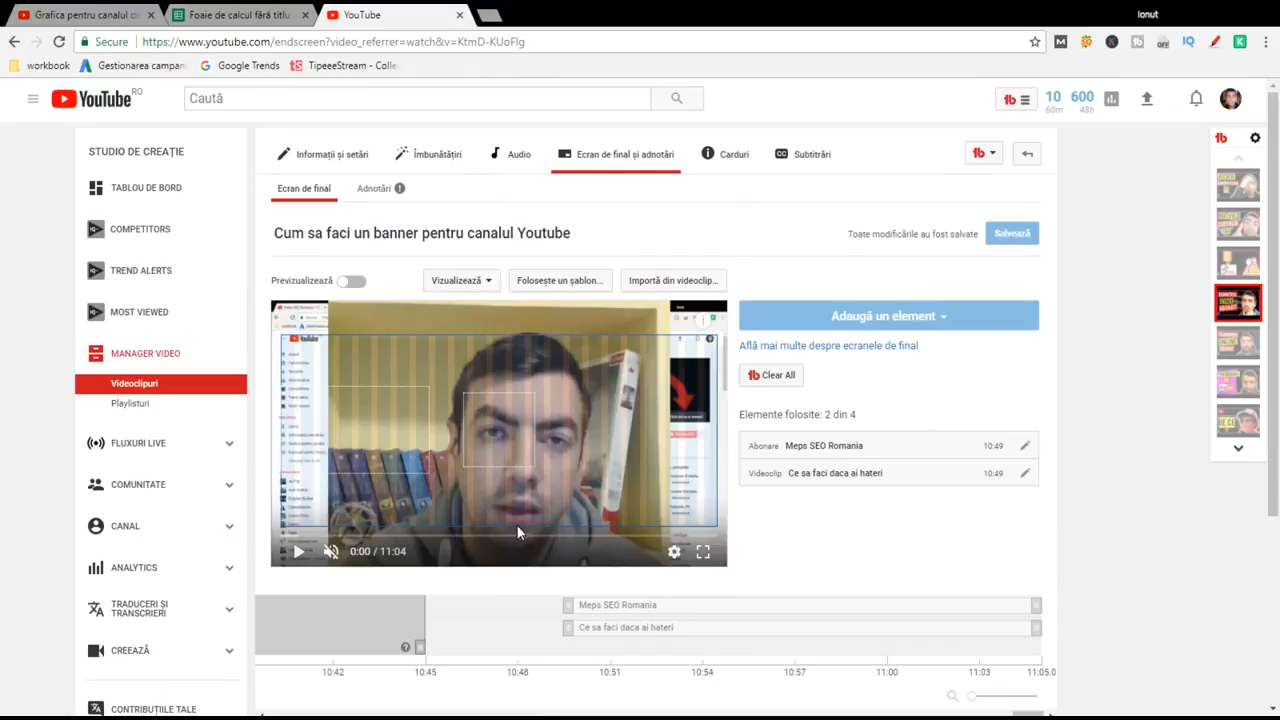 Grafica pentru canalul d
Foaie de calcul fără titlu
YouTube
Ionut
Secure
https://www.youtube.com/endscreen?video_referrer=watch&v=KtmD-KUoFIg
workbook
Gestionarea campan
Google Trends
TipeeeStream - Colle
YouTube RO
Caută
10 600
60m 48h
STUDIO DE CREAȚIE
TABLOU DE BORD
COMPETITORS
TREND ALERTS
MOST VIEWED
MANAGER VIDEO
Videoclipuri
Playlisturi
FLUXURI LIVE
COMUNITATE
CANAL
ANALYTICS
TRADUCERI ȘI
TRANSCRIERI
CREEAZĂ
CONTRIBUȚIILE TALE
Informații și setări
Îmbunătățiri
Audio
Ecran de final și adnotări
Carduri
CC Subtitrări
Ecran de final
Adnotări
Cum sa faci un banner pentru canalul Youtube
Toate modificările au fost salvate
Salvează
Previzualizează
Vizualizează
Folosește un șablon...
Importă din videoclip...
0:00 / 11:04
Adaugă un element
Află mai multe despre ecranele de final
tb Clear All
Elemente folosite: 2 din 4
Abonare Meps SEO Romania 10:49
Videoclip Ce sa faci daca ai hateri 10:49
Meps SEO Romania
Ce sa faci daca ai hateri
10:42 10:45 10:48 10:51 10:54 10:57 11:00 11:03 11:05.0